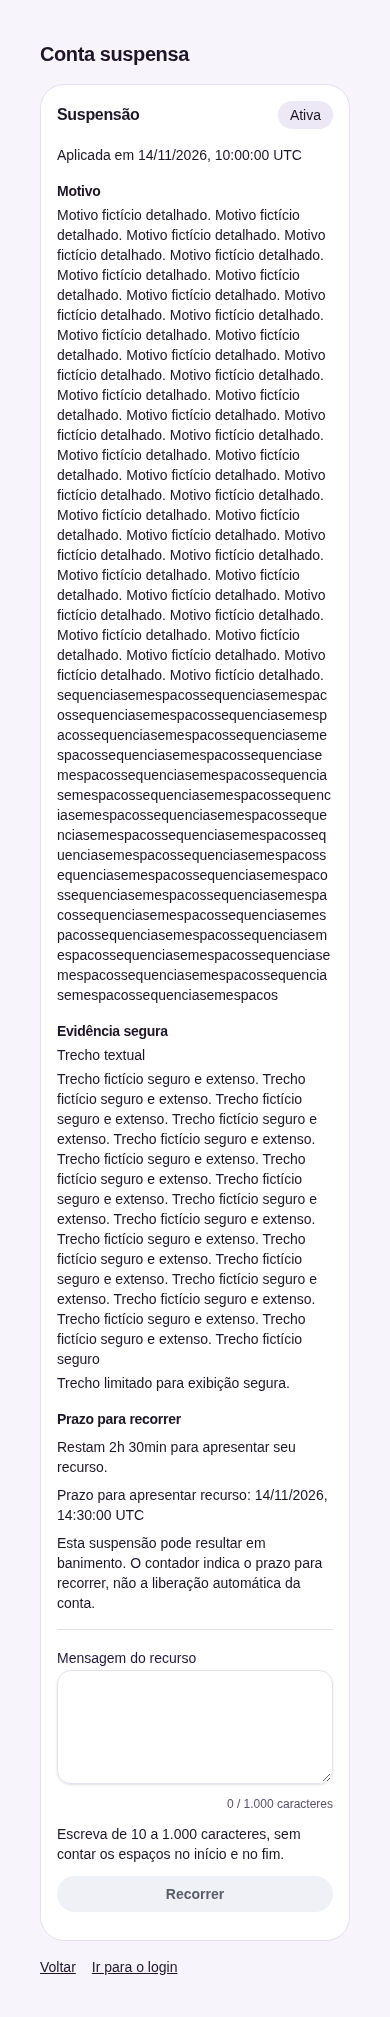 Conta suspensa
Suspensão
Ativa
Aplicada em 14/11/2026, 10:00:00 UTC
Motivo
Motivo fictício detalhado. Motivo fictício
detalhado. Motivo fictício detalhado. Motivo
fictício detalhado. Motivo fictício detalhado.
Motivo fictício detalhado. Motivo fictício
detalhado. Motivo fictício detalhado. Motivo
fictício detalhado. Motivo fictício detalhado.
Motivo fictício detalhado. Motivo fictício
detalhado. Motivo fictício detalhado. Motivo
fictício detalhado. Motivo fictício detalhado.
Motivo fictício detalhado. Motivo fictício
detalhado. Motivo fictício detalhado. Motivo
fictício detalhado. Motivo fictício detalhado.
Motivo fictício detalhado. Motivo fictício
detalhado. Motivo fictício detalhado. Motivo
fictício detalhado. Motivo fictício detalhado.
Motivo fictício detalhado. Motivo fictício
detalhado. Motivo fictício detalhado. Motivo
fictício detalhado. Motivo fictício detalhado.
Motivo fictício detalhado. Motivo fictício
detalhado. Motivo fictício detalhado. Motivo
fictício detalhado. Motivo fictício detalhado.
Motivo fictício detalhado. Motivo fictício
detalhado. Motivo fictício detalhado. Motivo
fictício detalhado. Motivo fictício detalhado.
sequenciasemespacossequenciasemespac
ossequenciasemespacossequenciasemesp
acossequenciasemespacossequenciaseme
spacossequenciasemespacossequenciase
mespacossequenciasemespacossequencia
semespacossequenciasemespacossequenc
iasemespacossequenciasemespacosseque
nciasemespacossequenciasemespacosseq
uenciasemespacossequenciasemespacoss
equenciasemespacossequenciasemespaco
ssequenciasemespacossequenciasemespa
cossequenciasemespacossequenciasemes
pacossequenciasemespacossequenciasem
espacossequenciasemespacossequenciase
mespacossequenciasemespacossequencia
semespacossequenciasemespacos
Evidência segura
Trecho textual
Trecho fictício seguro e extenso. Trecho
fictício seguro e extenso. Trecho fictício
seguro e extenso. Trecho fictício seguro e
extenso. Trecho fictício seguro e extenso.
Trecho fictício seguro e extenso. Trecho
fictício seguro e extenso. Trecho fictício
seguro e extenso. Trecho fictício seguro e
extenso. Trecho fictício seguro e extenso.
Trecho fictício seguro e extenso. Trecho
fictício seguro e extenso. Trecho fictício
seguro e extenso. Trecho fictício seguro e
extenso. Trecho fictício seguro e extenso.
Trecho fictício seguro e extenso. Trecho
fictício seguro e extenso. Trecho fictício
seguro
Trecho limitado para exibição segura.
Prazo para recorrer
Restam 2h 30min para apresentar seu
recurso.
Prazo para apresentar recurso: 14/11/2026,
14:30:00 UTC
Esta suspensão pode resultar em
banimento. O contador indica o prazo para
recorrer, não a liberação automática da
conta.
Mensagem do recurso
0 / 1.000 caracteres
Escreva de 10 a 1.000 caracteres, sem
contar os espaços no início e no fim.
Recorrer
Voltar
Ir para o login